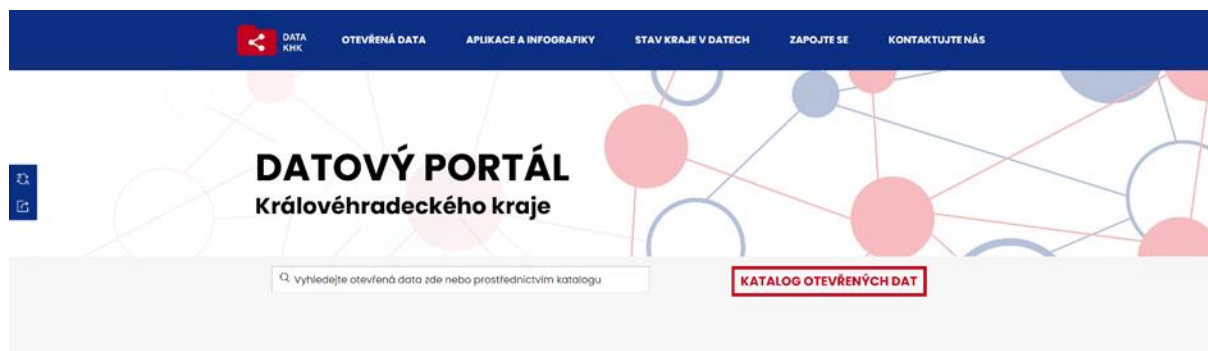 DATA
KHK
OTEVŘENÁ DATA
APLIKACE A INFOGRAFIKY
STAV KRAJE V DATECH
ZAPOJTE SE
KONTAKTUJTE NÁS
DATOVÝ PORTÁL
Královéhradeckého kraje
Vyhledejte otevřená data zde nebo prostřednictvím katalogu
KATALOG OTEVŘENÝCH DAT